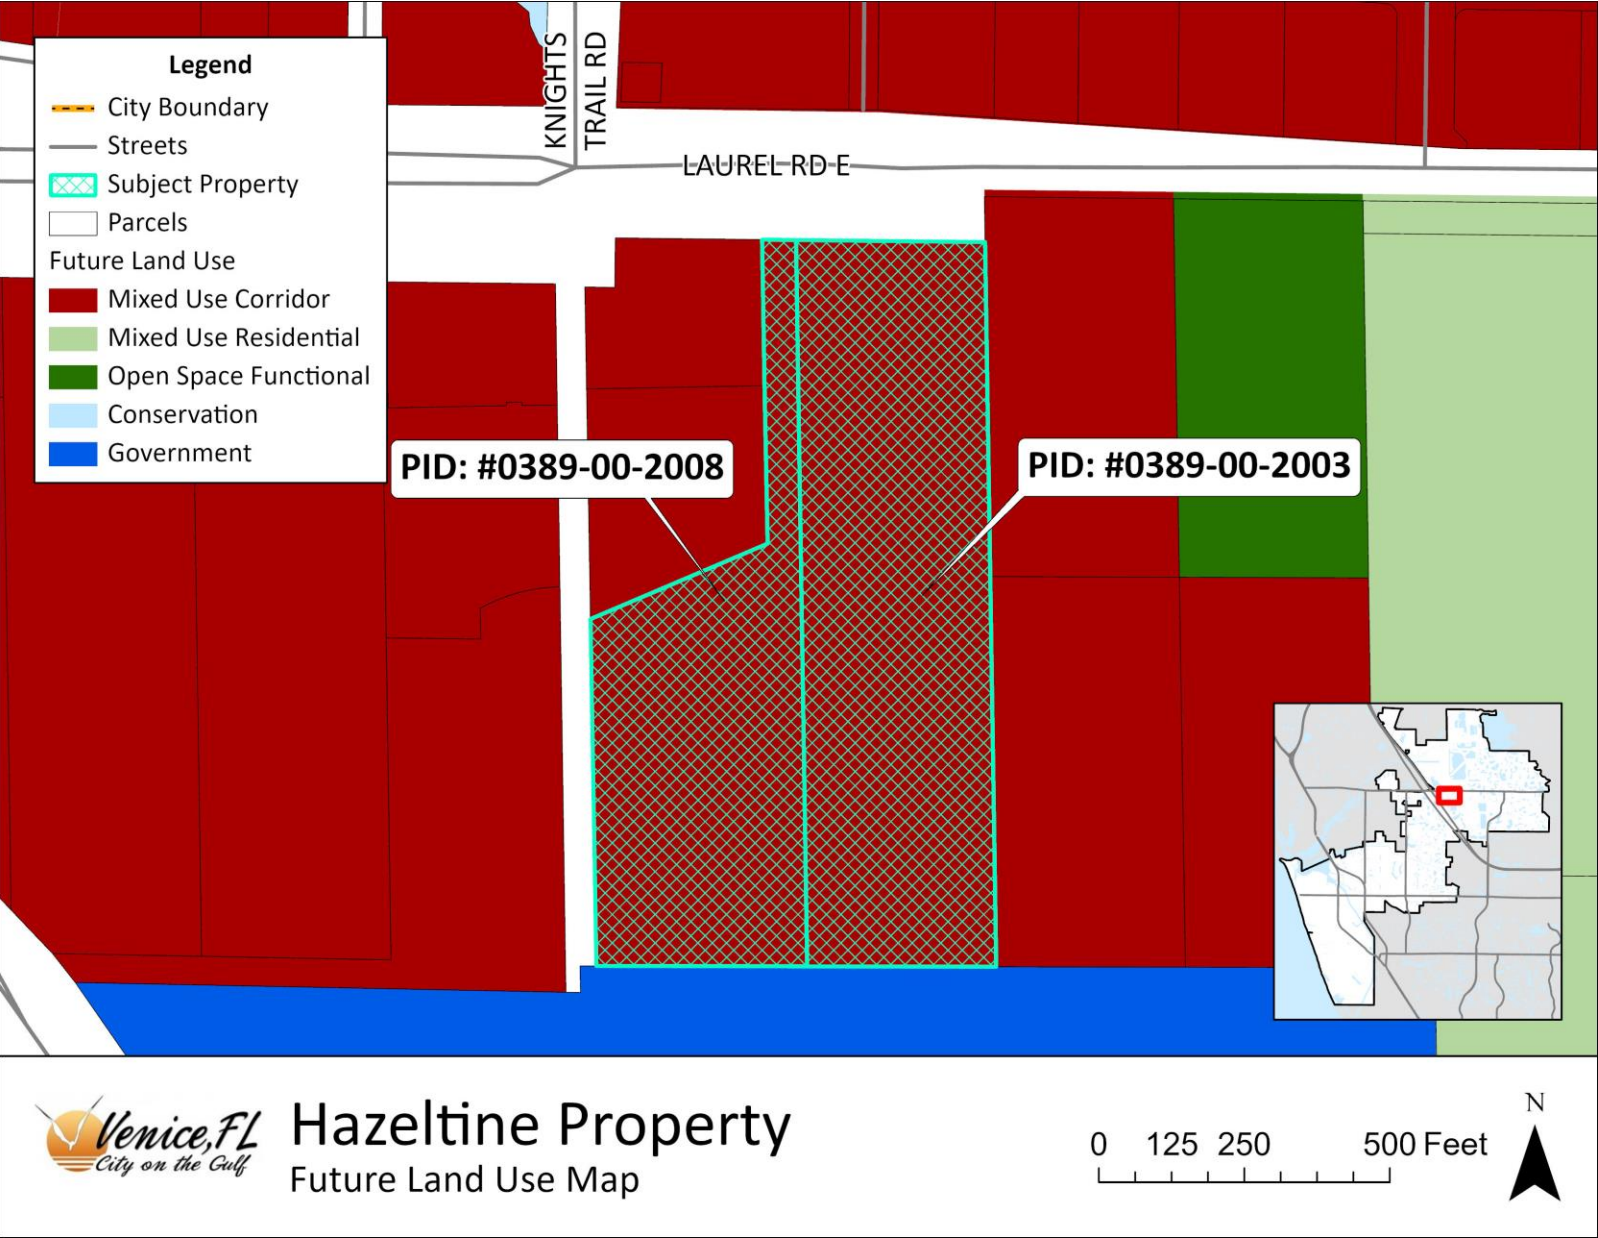 KNIGHTS
TRAIL RD
LAUREL RD E
Legend
City Boundary
Streets
Subject Property
Parcels
Future Land Use
Mixed Use Corridor
Mixed Use Residential
Open Space Functional
Conservation
Government
PID: #0389-00-2008
PID: #0389-00-2003
Venice, FL
City on the Gulf
Hazeltine Property
Future Land Use Map
0 125 250 500 Feet
N